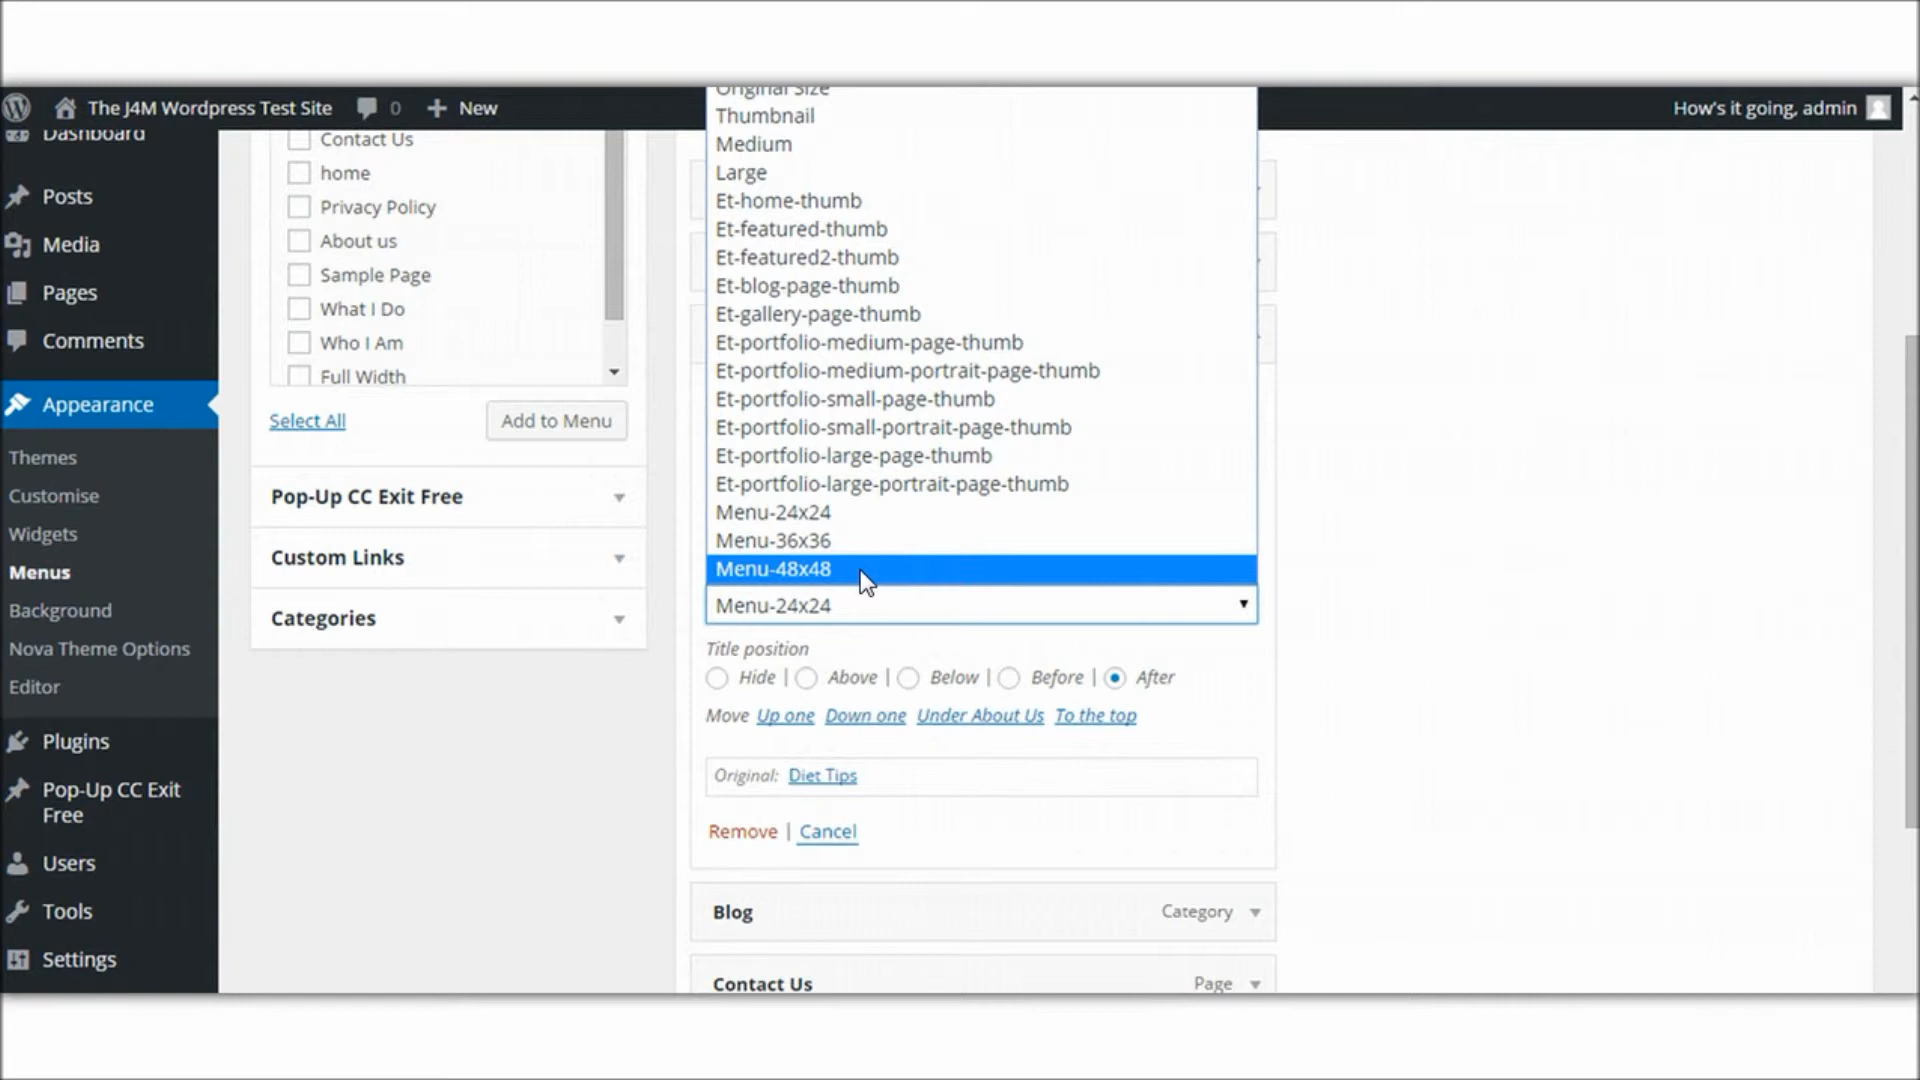 The J4M Wordpress Test Site 0 New
How's it going, admin
Dashboard
Posts
Media
Pages
Comments
Appearance
Themes
Customise
Widgets
Menus
Background
Nova Theme Options
Editor
Plugins
Pop-Up CC Exit
Free
Users
Tools
Settings
Contact Us
home
Privacy Policy
About us
Sample Page
What I Do
Who I Am
Full Width
Select All Add to Menu
Pop-Up CC Exit Free
Custom Links
Categories
Original Size
Thumbnail
Medium
Large
Et-home-thumb
Et-featured-thumb
Et-featured2-thumb
Et-blog-page-thumb
Et-gallery-page-thumb
Et-portfolio-medium-page-thumb
Et-portfolio-medium-portrait-page-thumb
Et-portfolio-small-page-thumb
Et-portfolio-small-portrait-page-thumb
Et-portfolio-large-page-thumb
Et-portfolio-large-portrait-page-thumb
Menu-24x24
Menu-36x36
Menu-48x48
Menu-24x24
Title position
Hide | Above | Below | Before | After
Move Up one Down one Under About Us To the top
Original: Diet Tips
Remove | Cancel
Blog Category
Contact Us Page